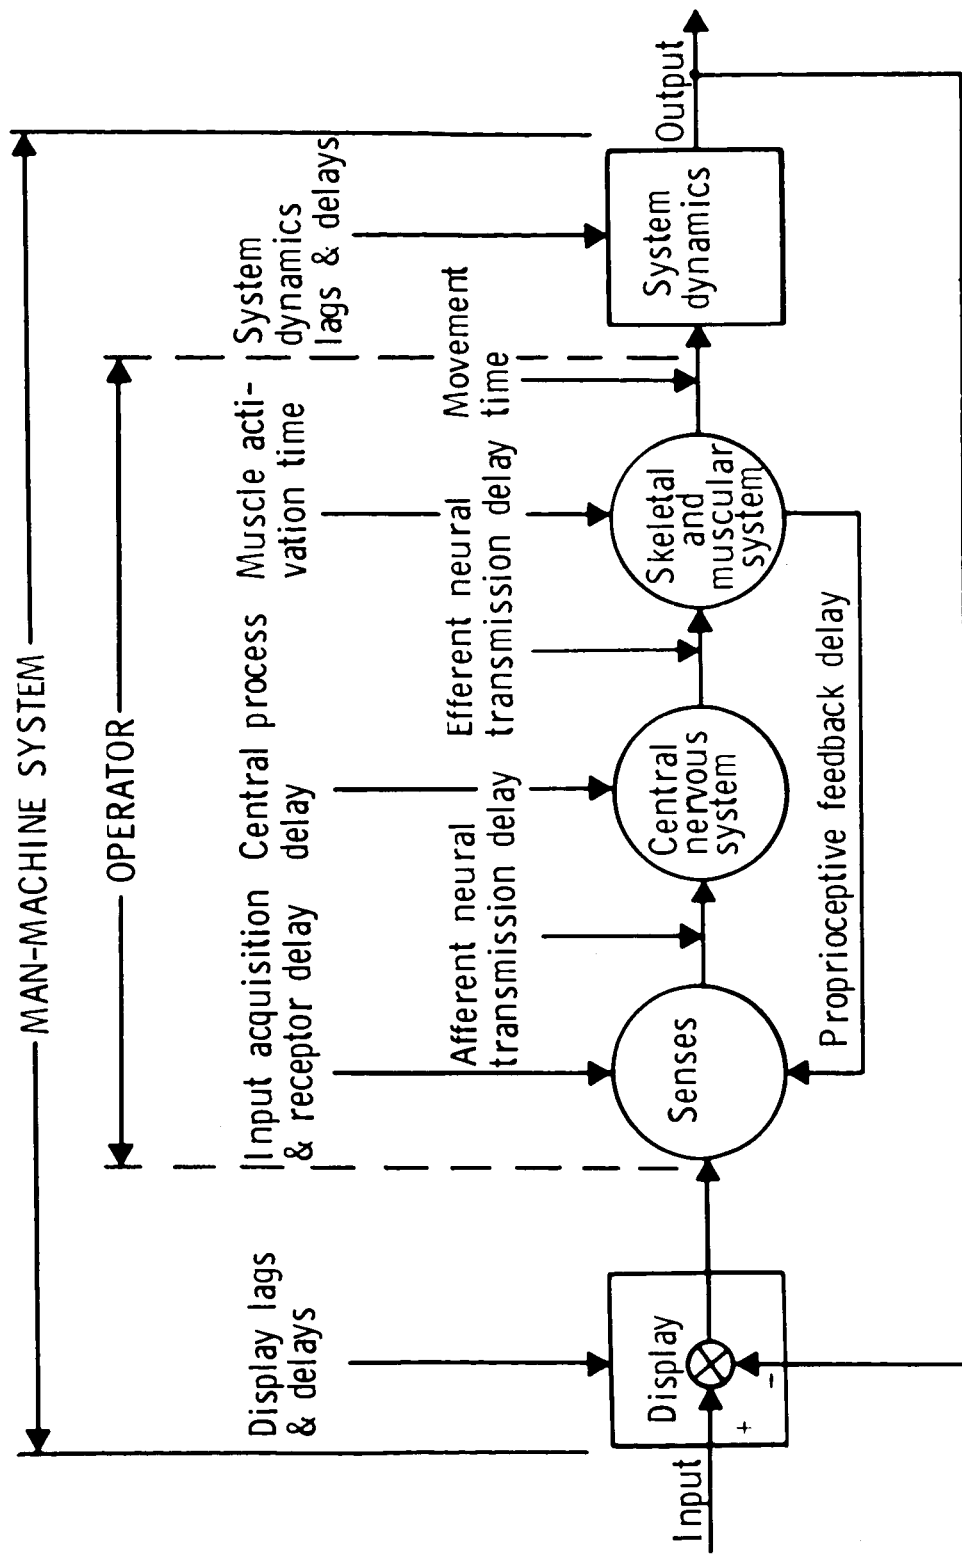 MAN-MACHINE SYSTEM
OPERATOR
Display lags
& delays
Input acquisition
& receptor delay
Central process
delay
Muscle acti-
vation time
System
dynamics
lags & delays
Afferent neural
transmission delay
Efferent neural
transmission delay
Movement
time
Input
Display
+
-
Senses
Central
nervous
system
Skeletal
and
muscular
system
System
dynamics
Output
Proprioceptive feedback delay